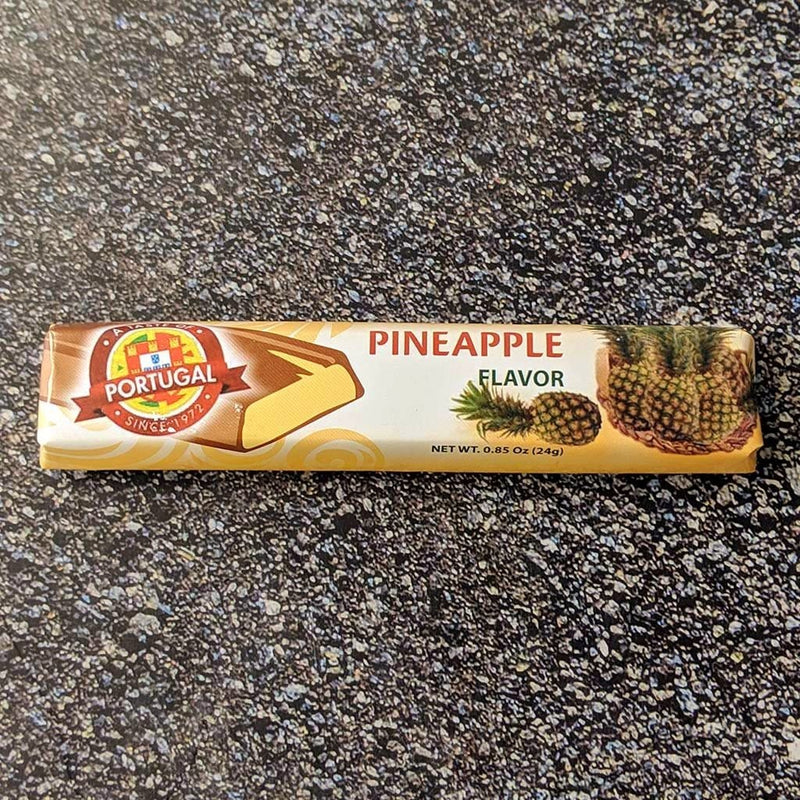 A TASTE OF
PORTUGAL
SINCE 1972
PINEAPPLE
FLAVOR
NET WT. 0.85 Oz (24g)